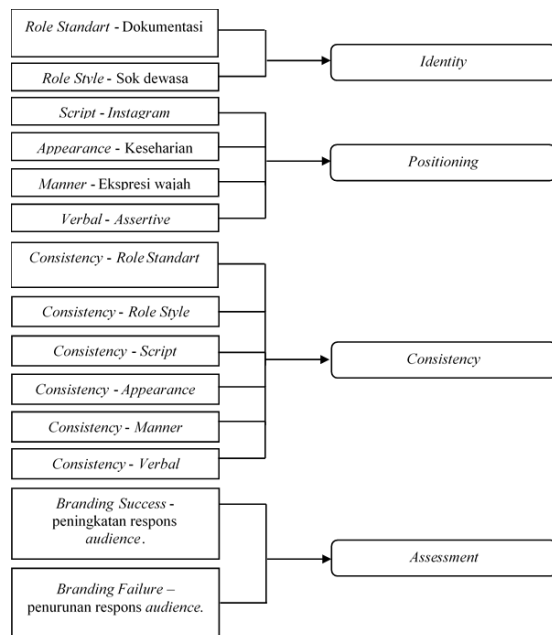 Role Standart - Dokumentasi
Role Style - Sok dewasa
Identity
Script - Instagram
Appearance - Keseharian
Manner - Ekspresi wajah
Verbal - Assertive
Positioning
Consistency - Role Standart
Consistency - Role Style
Consistency - Script
Consistency - Appearance
Consistency - Manner
Consistency - Verbal
Consistency
Branding Success -
peningkatan respons
audience .
Branding Failure –
penurunan respons audience.
Assessment